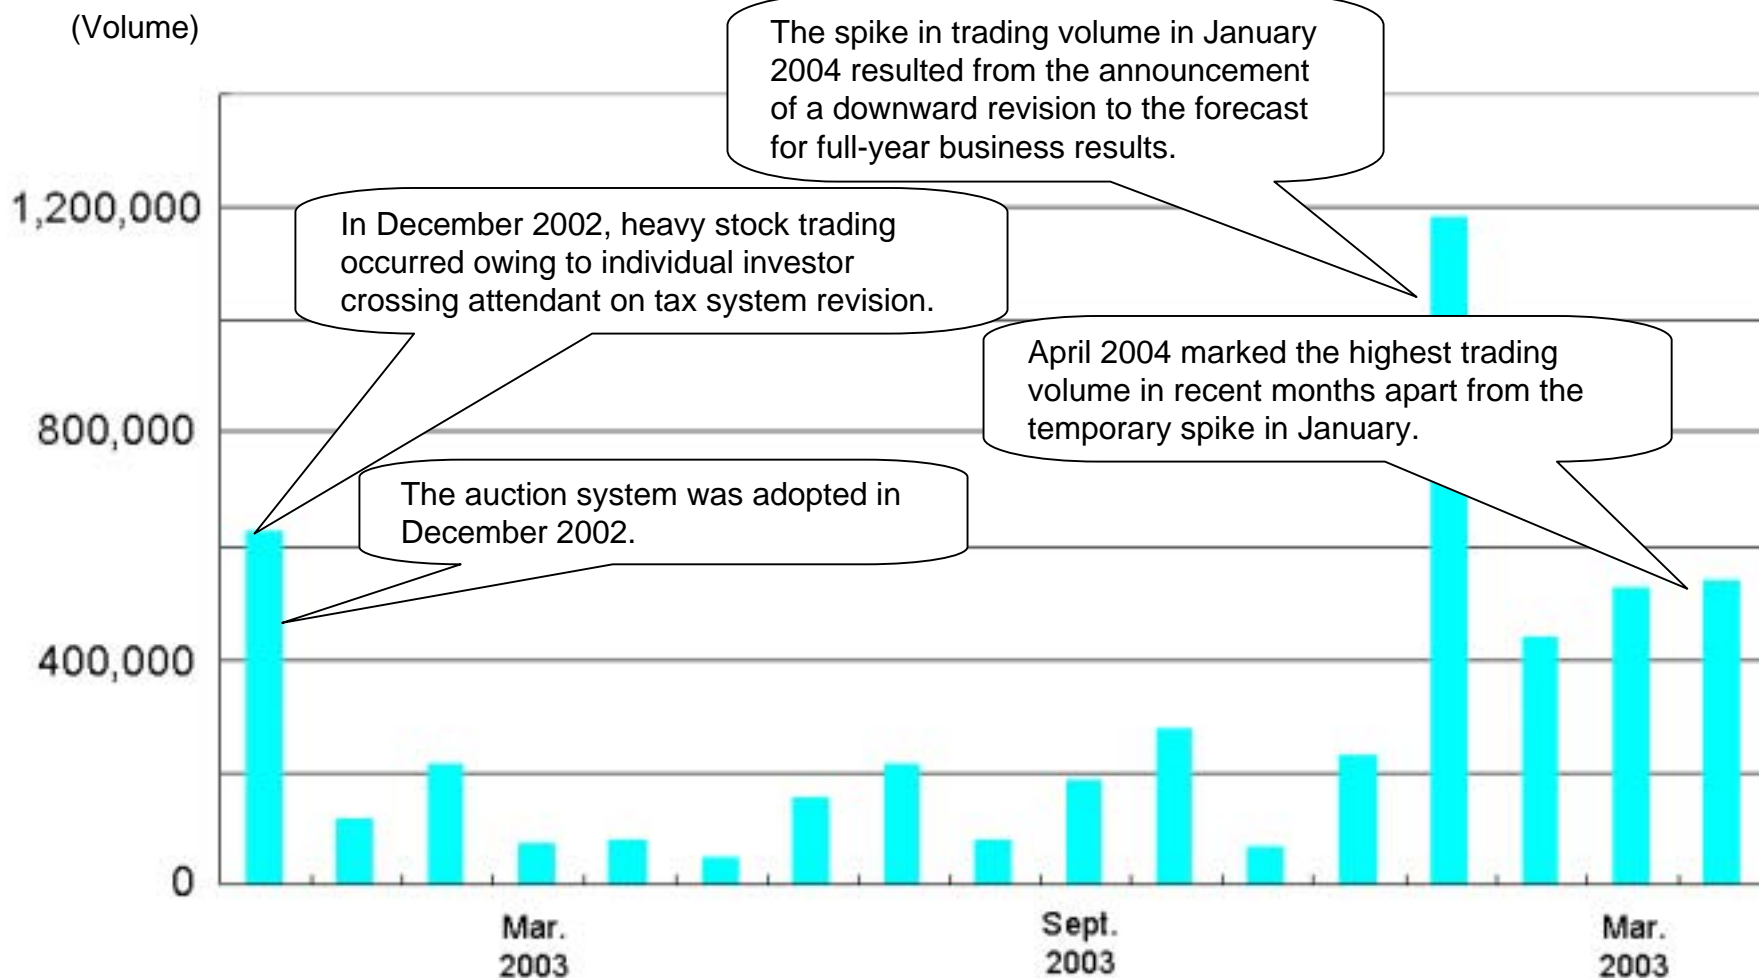 (Volume)
The spike in trading volume in January
2004 resulted from the announcement
of a downward revision to the forecast
for full-year business results.
1,200,000
In December 2002, heavy stock trading
occurred owing to individual investor
crossing attendant on tax system revision.
April 2004 marked the highest trading
volume in recent months apart from the
temporary spike in January.
800,000
The auction system was adopted in
December 2002.
400,000
0
Mar.
2003
Sept.
2003
Mar.
2003